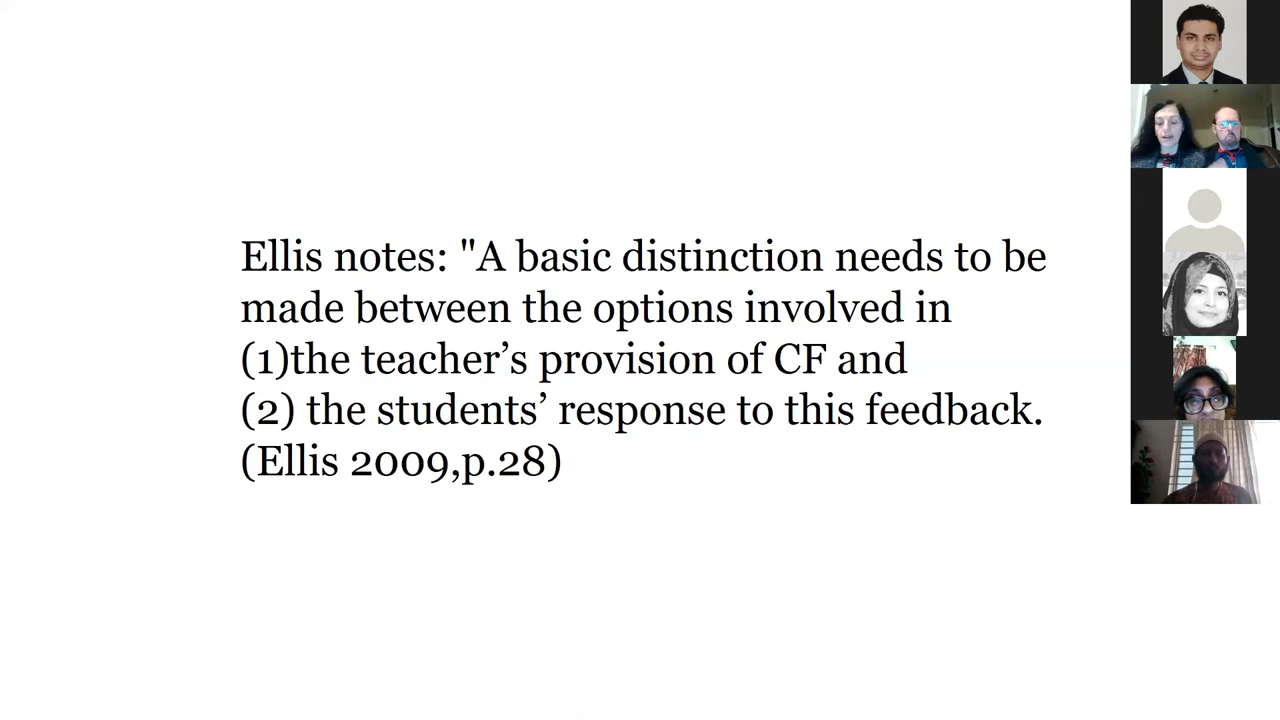 Ellis notes: "A basic distinction needs to be
made between the options involved in
(1)the teacher’s provision of CF and
(2) the students’ response to this feedback.
(Ellis 2009,p.28)